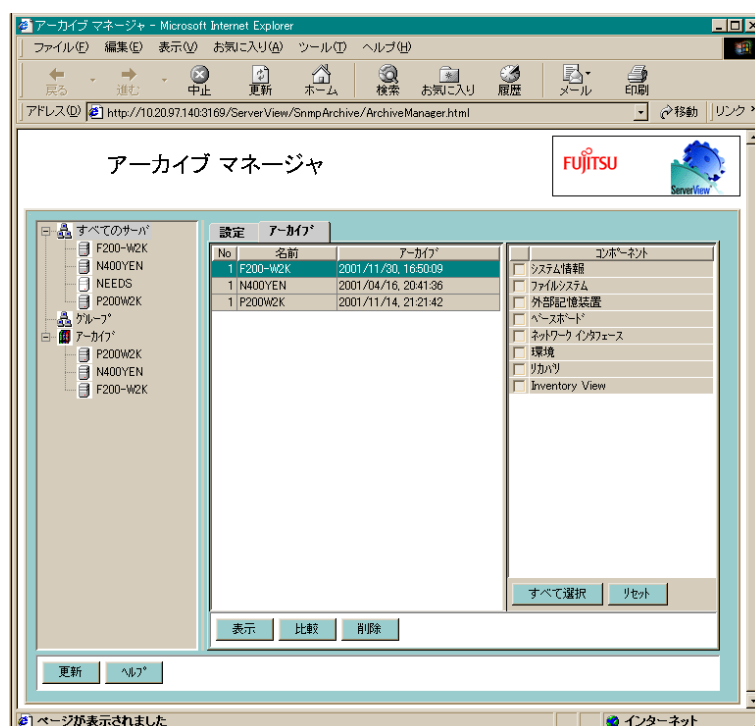 アーカイブ マネージャ - Microsoft Internet Explorer
ファイル(F) 編集(E) 表示(V) お気に入り(A) ツール(T) ヘルプ(H)
戻る 進む 中止 更新 ホーム 検索 お気に入り 履歴 メール 印刷
アドレス(D) http://10.20.97.140:3169/ServerView/SnmpArchive/ArchiveManager.html 移動 リンク »
アーカイブ マネージャ
FUJITSU
ServerView
すべてのサーバ
F200-W2K
N400YEN
NEEDS
P200W2K
グループ
アーカイブ
P200W2K
N400YEN
F200-W2K
設定 アーカイブ
No 名前 アーカイブ
1 F200-W2K 2001/11/30, 16:50:09
1 N400YEN 2001/04/16, 20:41:36
1 P200W2K 2001/11/14, 21:21:42
コンポーネント
システム情報
ファイルシステム
外部記憶装置
ベースボード
ネットワーク インタフェース
環境
リカバリ
Inventory View
すべて選択 リセット
表示 比較 削除
更新 ヘルプ
ページが表示されました インターネット